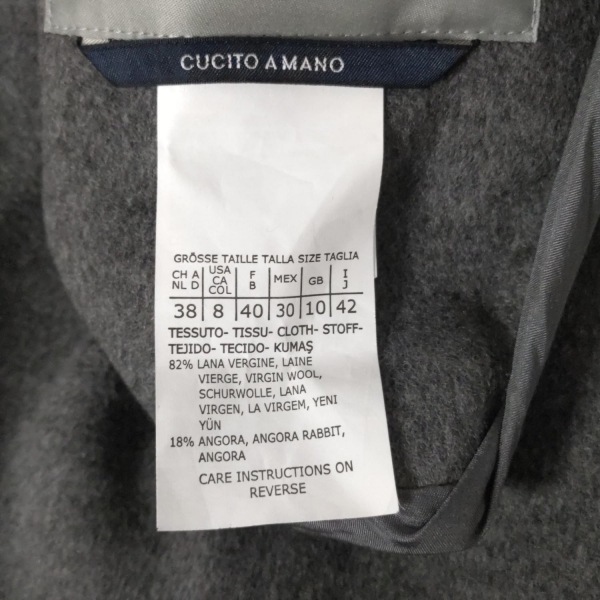 CUCITO A MANO
GRÖSSE TAILLE TALLA SIZE TAGLIA
CH A NL D USA CA COL F B MEX GB I J
38 8 40 30 10 42
TESSUTO- TISSU- CLOTH- STOFF-
TEJIDO- TECIDO- KUMAŞ
82% LANA VERGINE, LAINE
VIERGE, VIRGIN WOOL,
SCHURWOLLE, LANA
VIRGEN, LA VIRGEM, YENI
YÜN
18% ANGORA, ANGORA RABBIT,
ANGORA
CARE INSTRUCTIONS ON
REVERSE